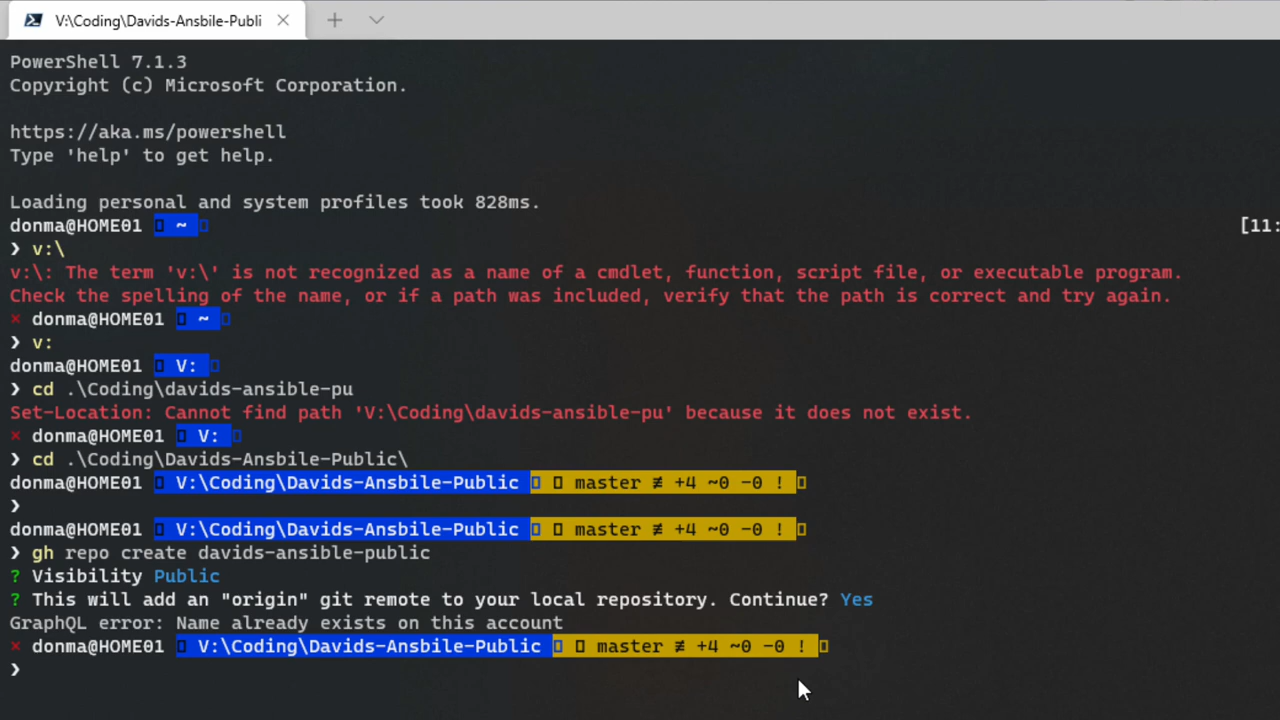 V:\Coding\Davids-Ansbile-Publi
PowerShell 7.1.3
Copyright (c) Microsoft Corporation.
https://aka.ms/powershell
Type 'help' to get help.
Loading personal and system profiles took 828ms.
donma@HOME01 ~ [11:
❯ v:\
v:\: The term 'v:\' is not recognized as a name of a cmdlet, function, script file, or executable program.
Check the spelling of the name, or if a path was included, verify that the path is correct and try again.
× donma@HOME01 ~
❯ v:
donma@HOME01 V:
❯ cd .\Coding\davids-ansible-pu
Set-Location: Cannot find path 'V:\Coding\davids-ansible-pu' because it does not exist.
× donma@HOME01 V:
❯ cd .\Coding\Davids-Ansbile-Public\
donma@HOME01 V:\Coding\Davids-Ansbile-Public master ≢ +4 ~0 -0 !
❯
donma@HOME01 V:\Coding\Davids-Ansbile-Public master ≢ +4 ~0 -0 !
❯ gh repo create davids-ansible-public
? Visibility Public
? This will add an "origin" git remote to your local repository. Continue? Yes
GraphQL error: Name already exists on this account
× donma@HOME01 V:\Coding\Davids-Ansbile-Public master ≢ +4 ~0 -0 !
❯